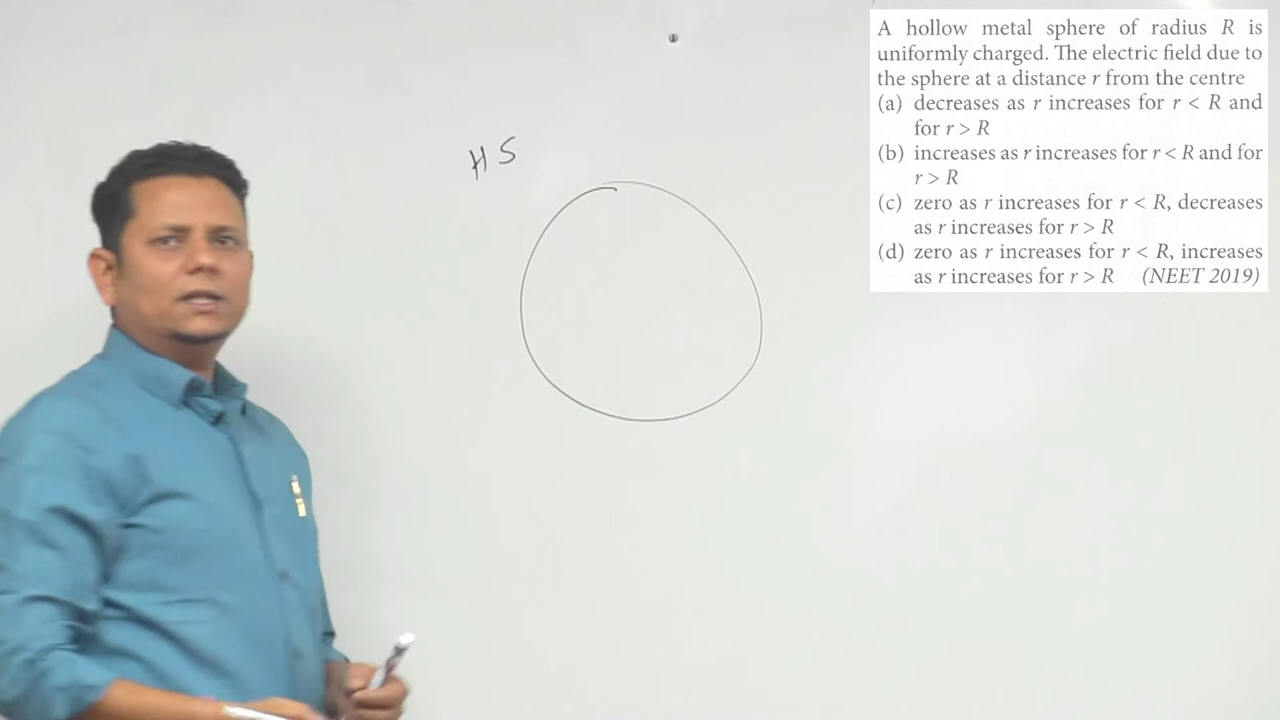 A hollow metal sphere of radius R is
uniformly charged. The electric field due to
the sphere at a distance r from the centre
(a) decreases as r increases for r < R and
for r > R
(b) increases as r increases for r < R and for
r > R
(c) zero as r increases for r < R, decreases
as r increases for r > R
(d) zero as r increases for r < R, increases
as r increases for r > R (NEET 2019)
H S